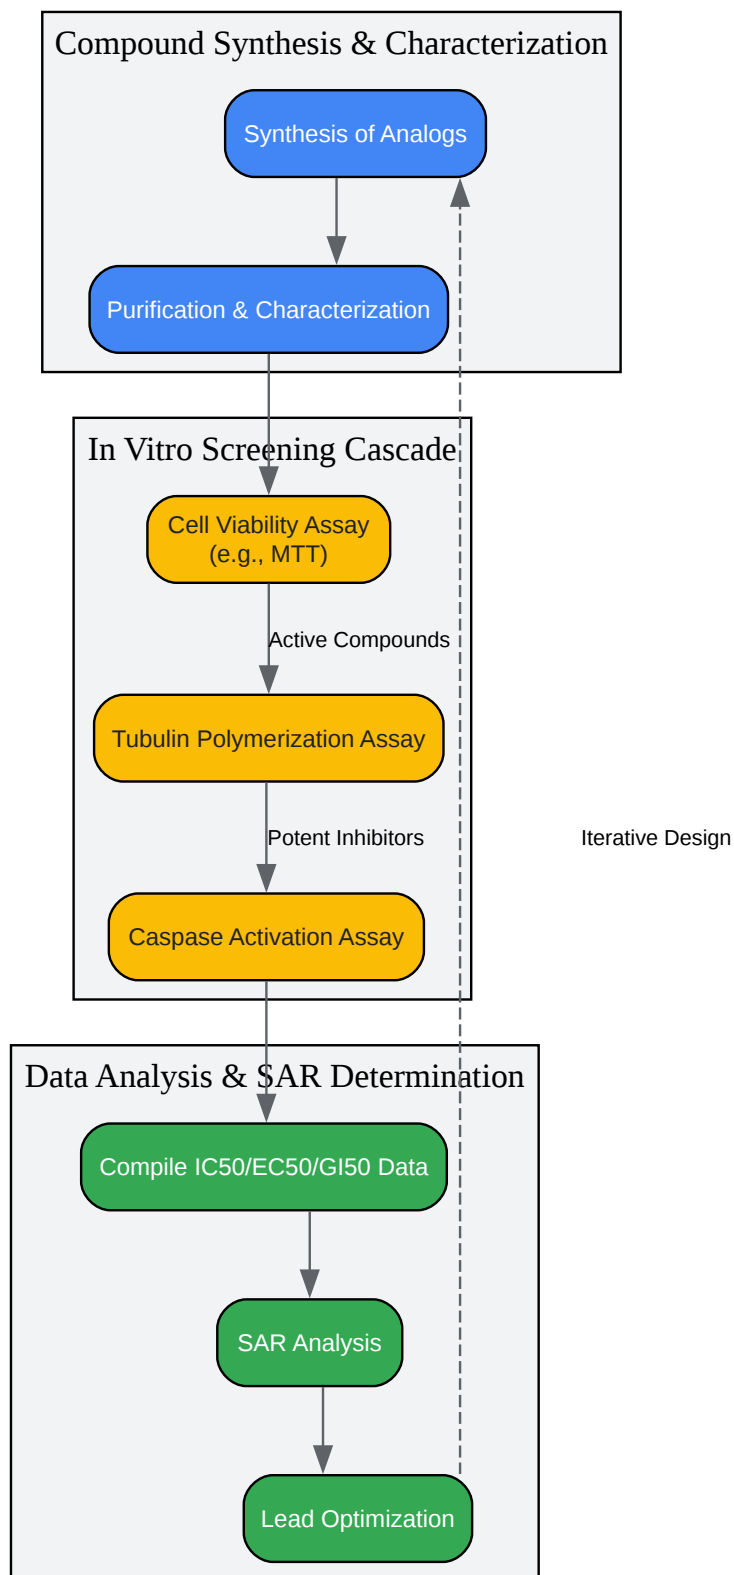 Compound Synthesis & Characterization
Synthesis of Analogs
Purification & Characterization
In Vitro Screening Cascade
Cell Viability Assay
(e.g., MTT)
Active Compounds
Tubulin Polymerization Assay
Potent Inhibitors
Iterative Design
Caspase Activation Assay
Data Analysis & SAR Determination
Compile IC50/EC50/GI50 Data
SAR Analysis
Lead Optimization